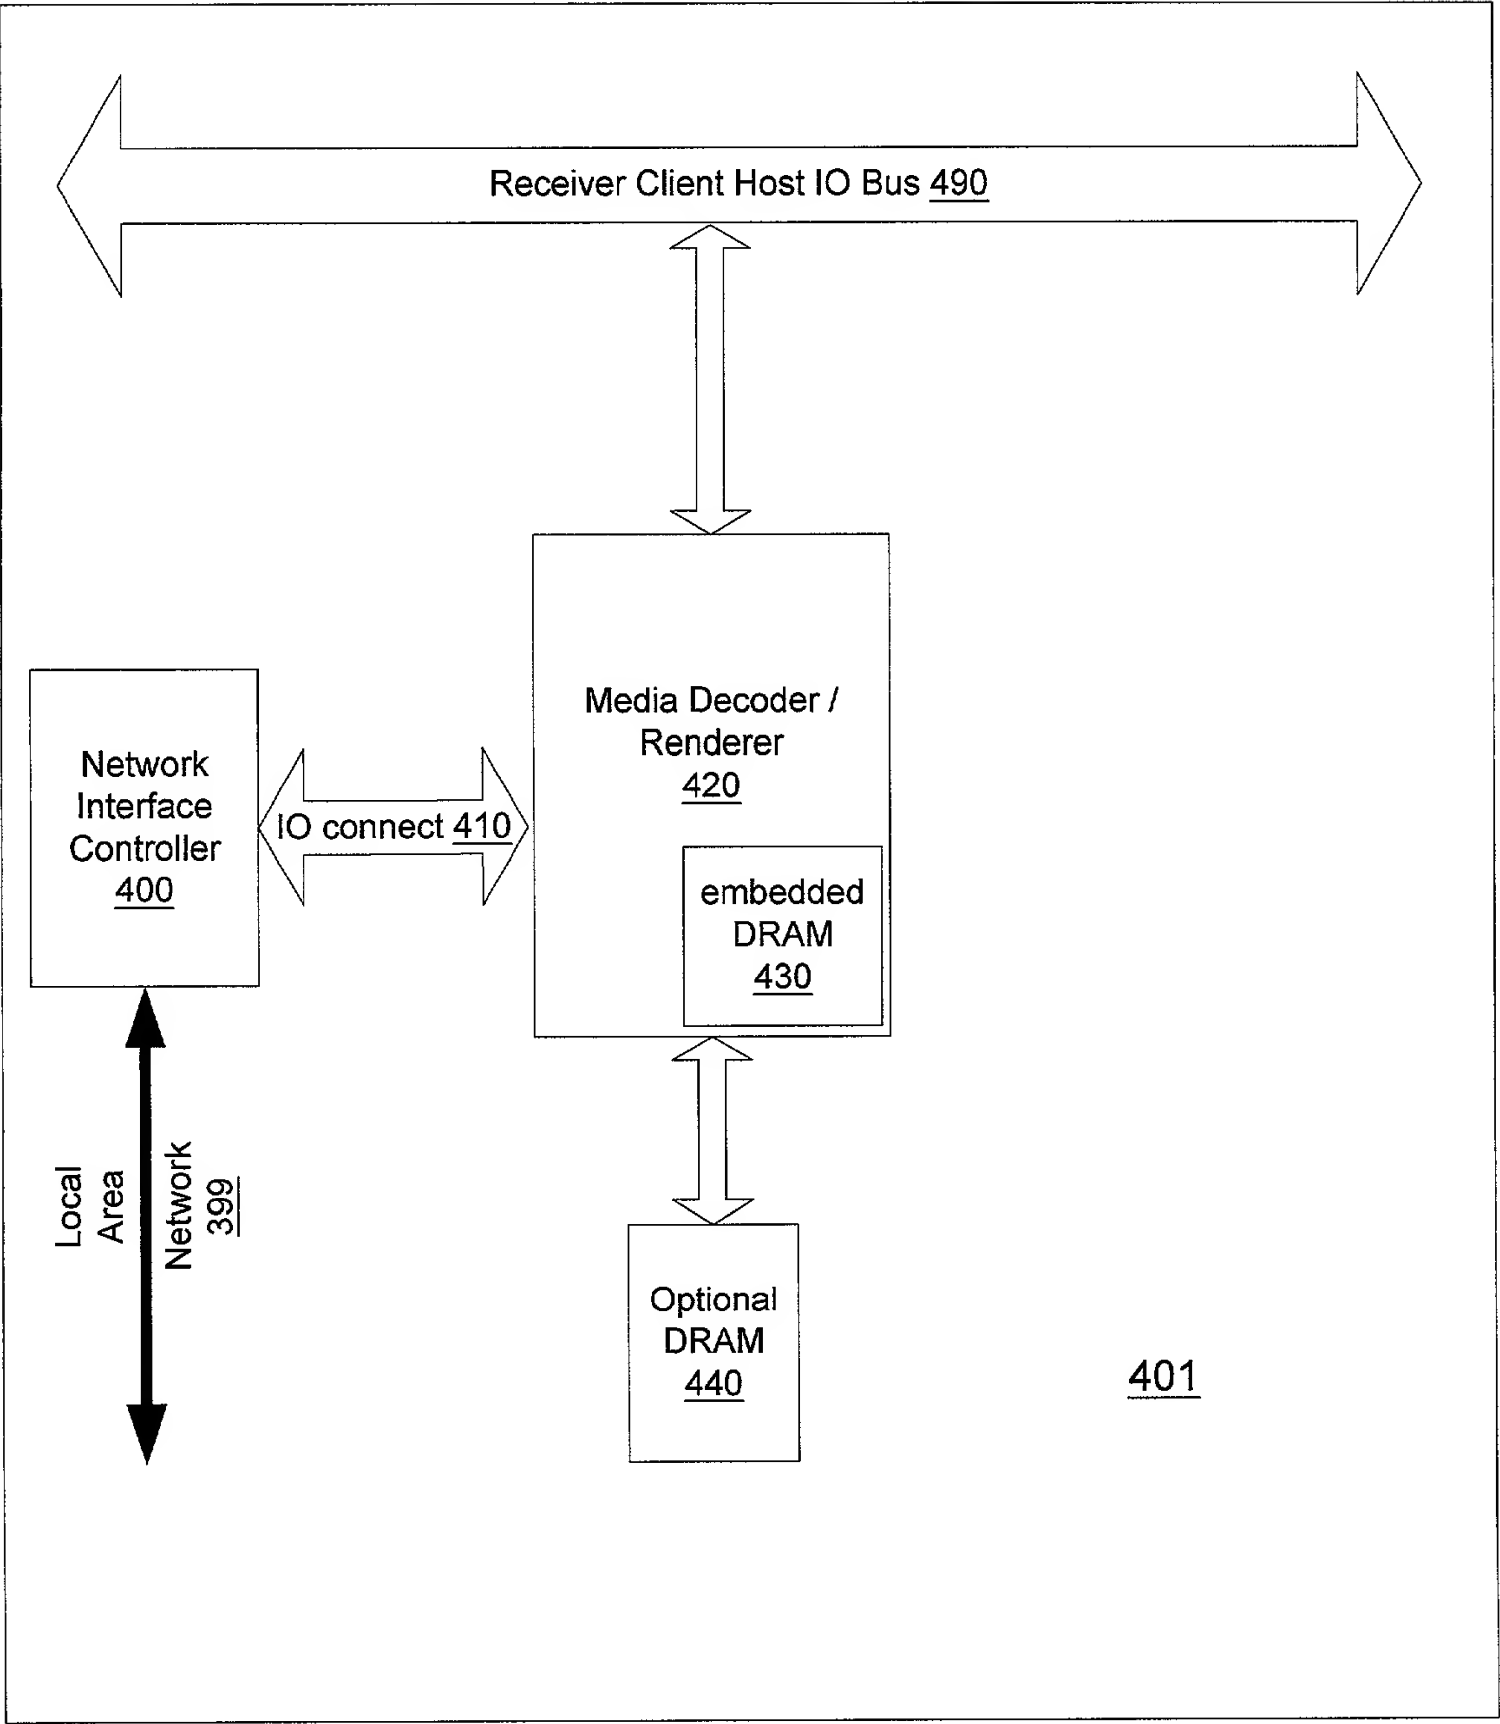 Receiver Client Host IO Bus 490
Media Decoder /
Renderer
420
Network
Interface
Controller
400
IO connect 410
embedded
DRAM
430
Local
Area
Network
399
Optional
DRAM
440
401